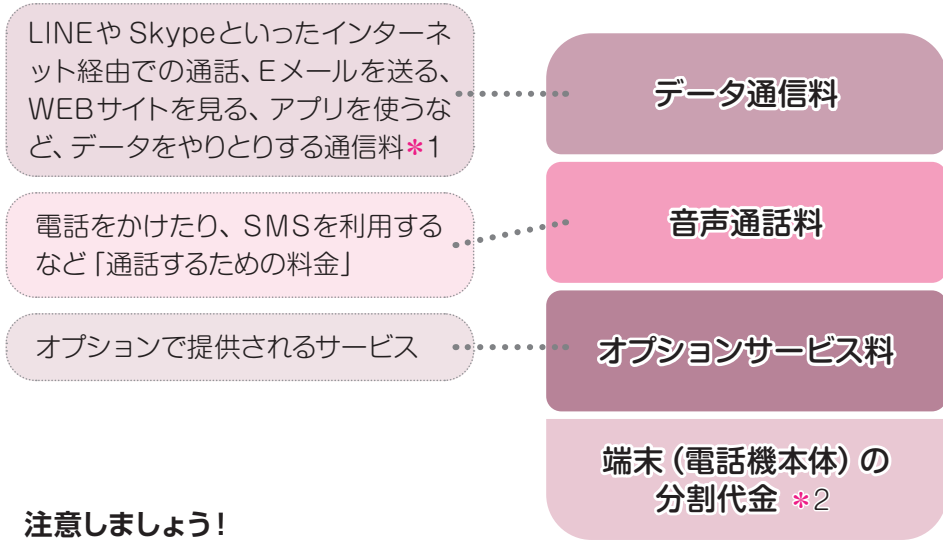 LINEや Skypeといったインターネ
ット経由での通話、Eメールを送る、
WEBサイトを見る、アプリを使うな
ど、データをやりとりする通信料＊1
データ通信料
電話をかけたり、SMSを利用する
など「通話するための料金」
音声通話料
オプションで提供されるサービス
オプションサービス料
端末（電話機本体）の
分割代金 ＊2
注意しましょう！